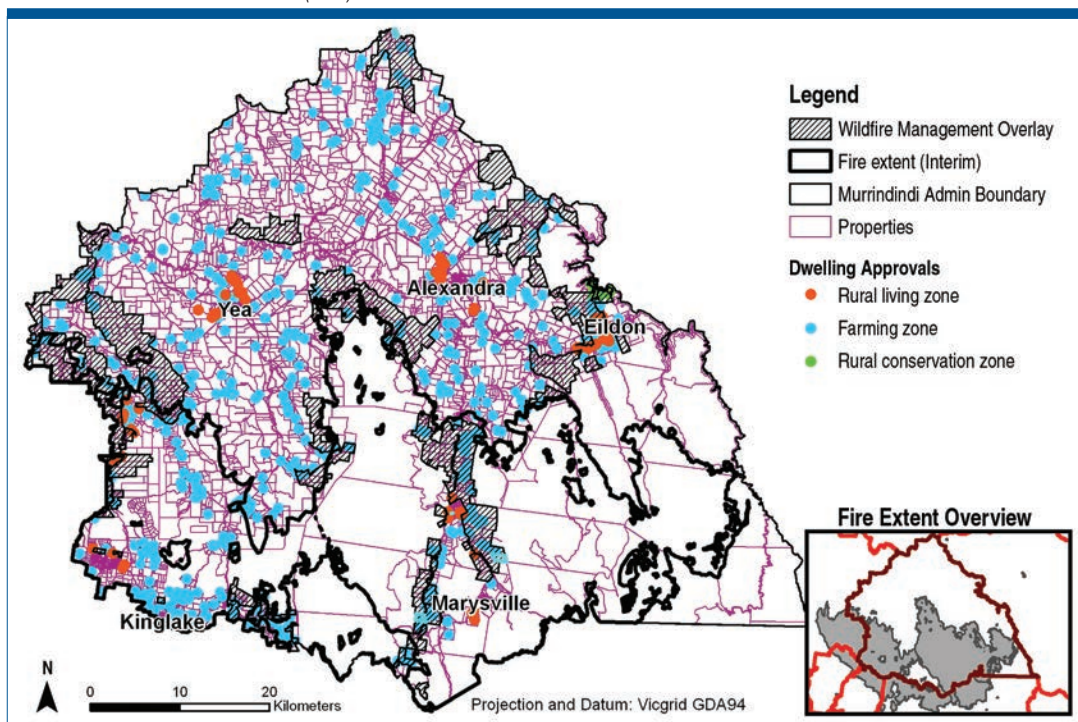 Legend
Wildfire Management Overlay
Fire extent (Interim)
Murrindindi Admin Boundary
Properties
Dwelling Approvals
Rural living zone
Farming zone
Rural conservation zone
Alexandra
Yea
Eildon
Fire Extent Overview
Marysville
Kinglake
N
0 10 20
Kilometers
Projection and Datum: Vicgrid GDA94